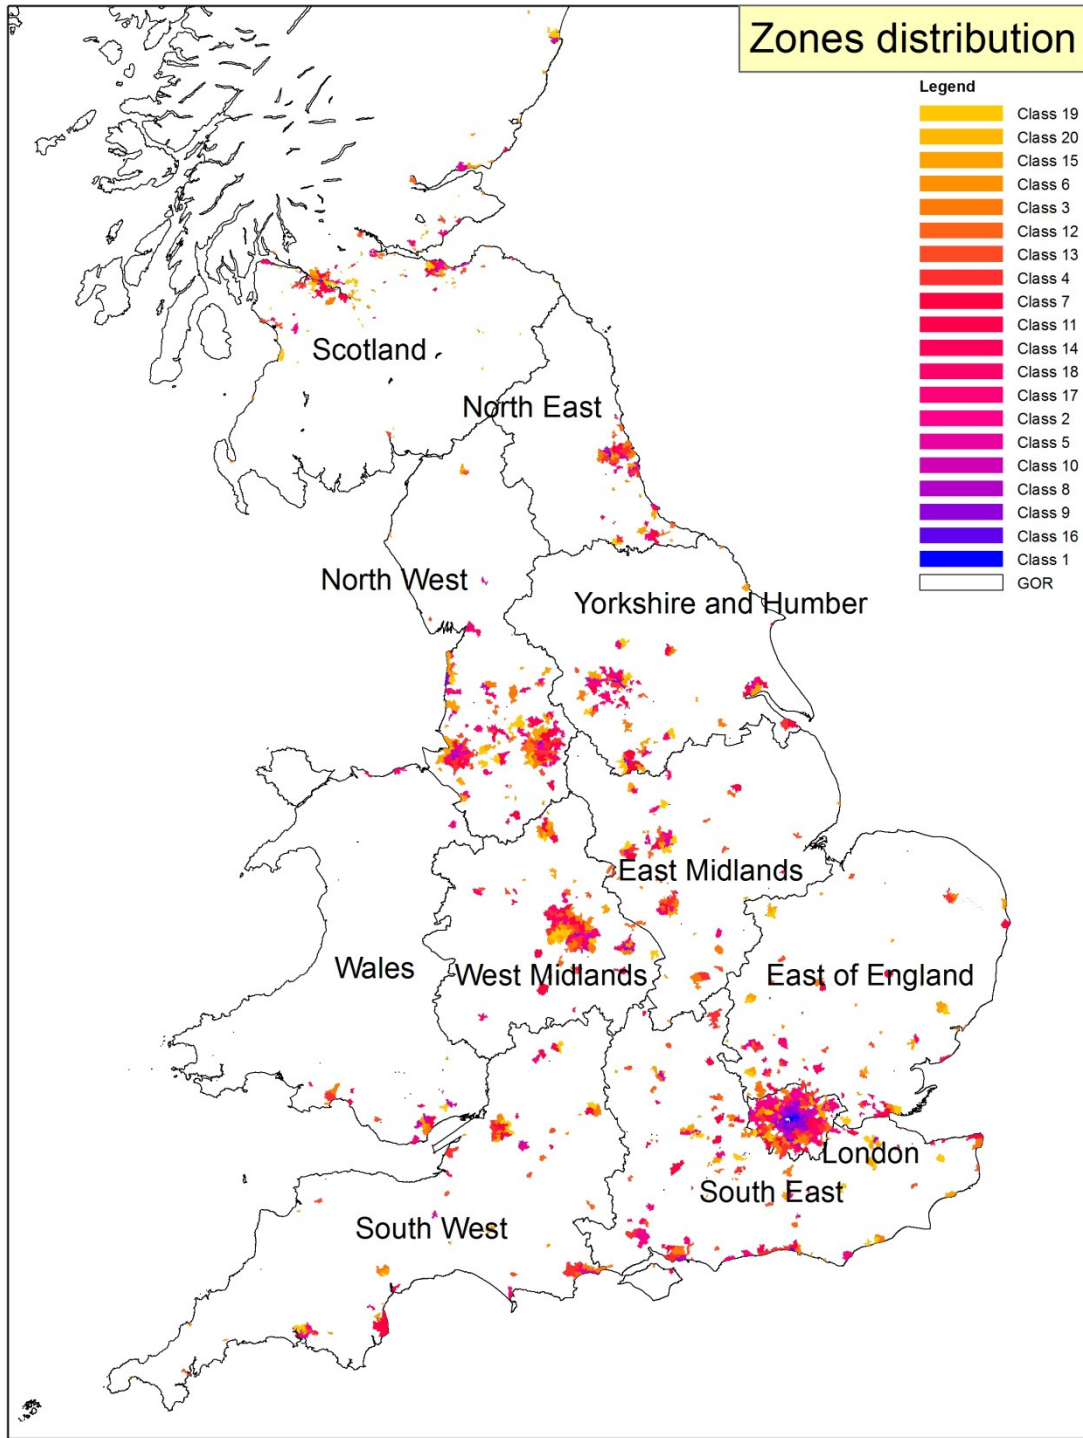 Zones distribution
Legend
Class 19
Class 20
Class 15
Class 6
Class 3
Class 12
Class 13
Class 4
Class 7
Class 11
Class 14
Class 18
Class 17
Class 2
Class 5
Class 10
Class 8
Class 9
Class 16
Class 1
GOR
Scotland
North East
North West
Yorkshire and Humber
East Midlands
Wales
West Midlands
East of England
London
South East
South West